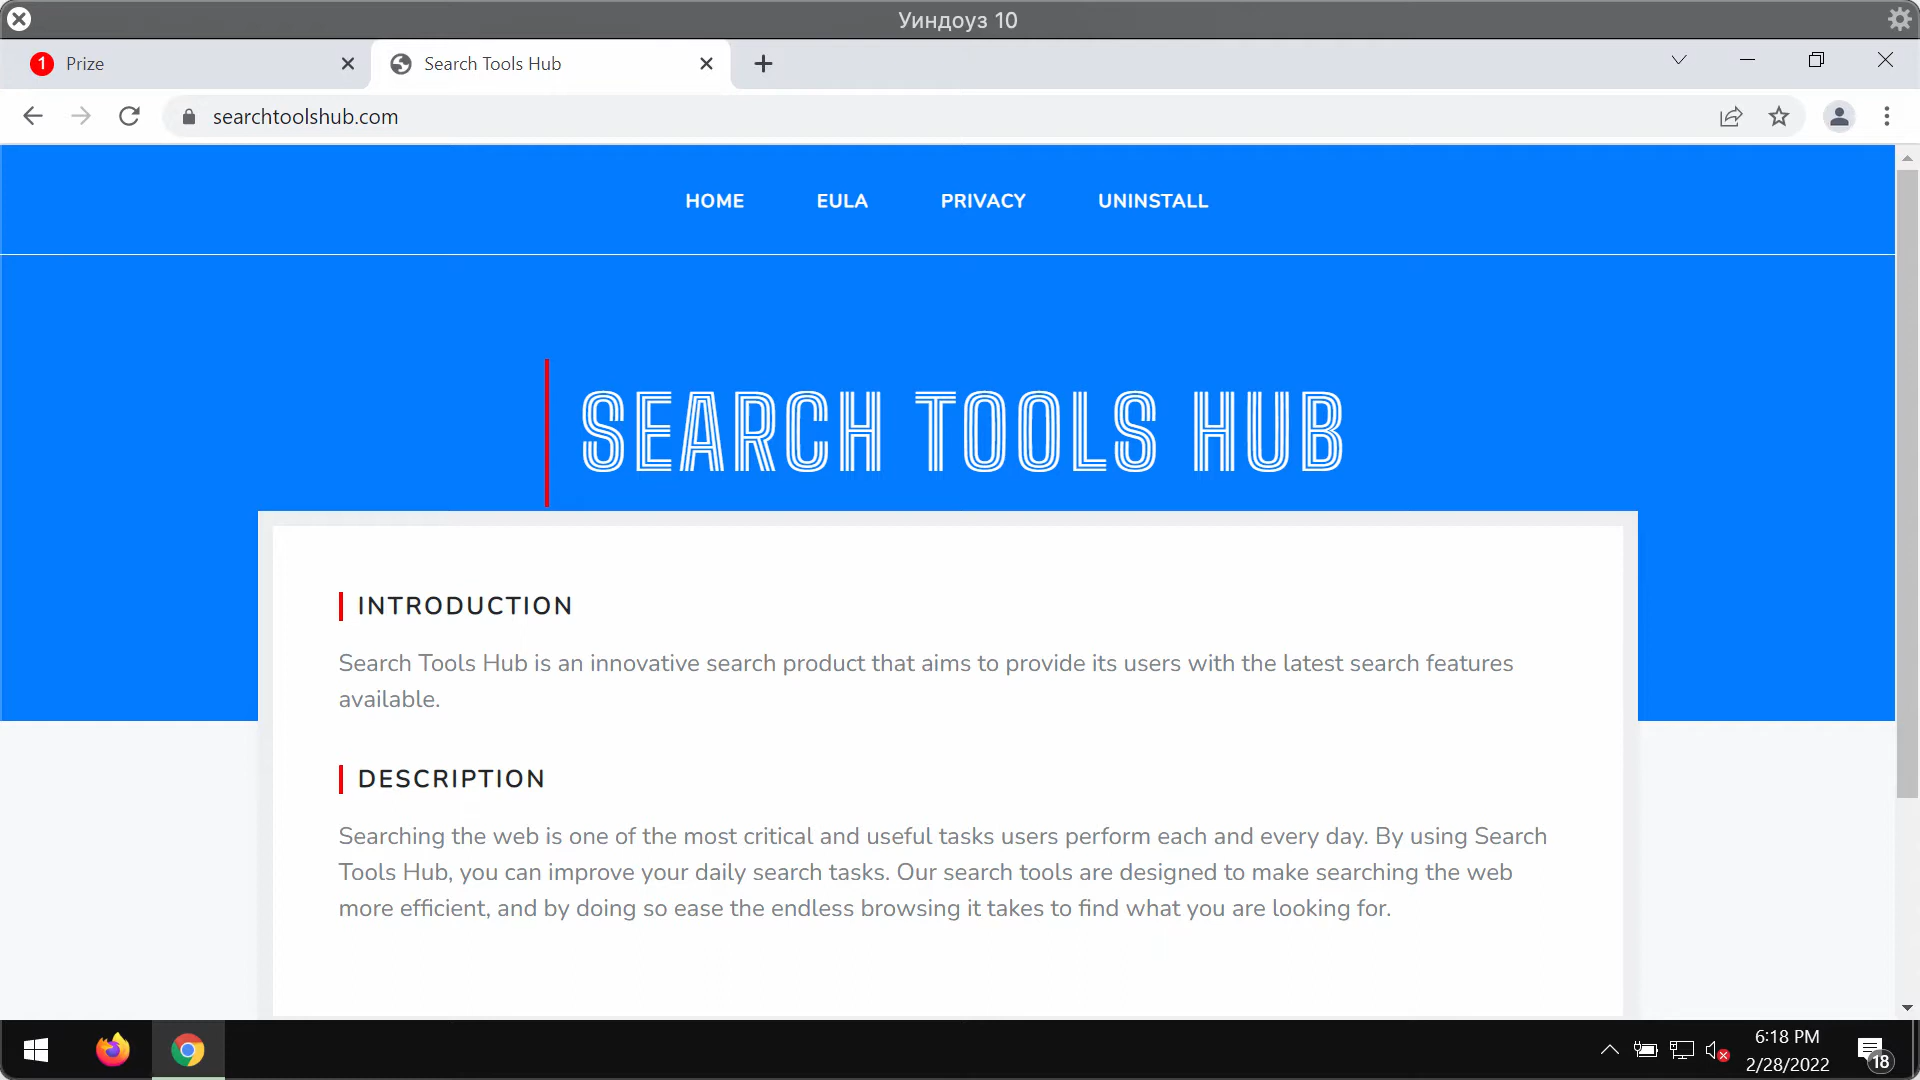 Уиндоуз 10
1 Prize
Search Tools Hub
searchtoolshub.com
HOME EULA PRIVACY UNINSTALL
SEARCH TOOLS HUB
INTRODUCTION
Search Tools Hub is an innovative search product that aims to provide its users with the latest search features
available.
DESCRIPTION
Searching the web is one of the most critical and useful tasks users perform each and every day. By using Search
Tools Hub, you can improve your daily search tasks. Our search tools are designed to make searching the web
more efficient, and by doing so ease the endless browsing it takes to find what you are looking for.
6:18 PM
2/28/2022
18